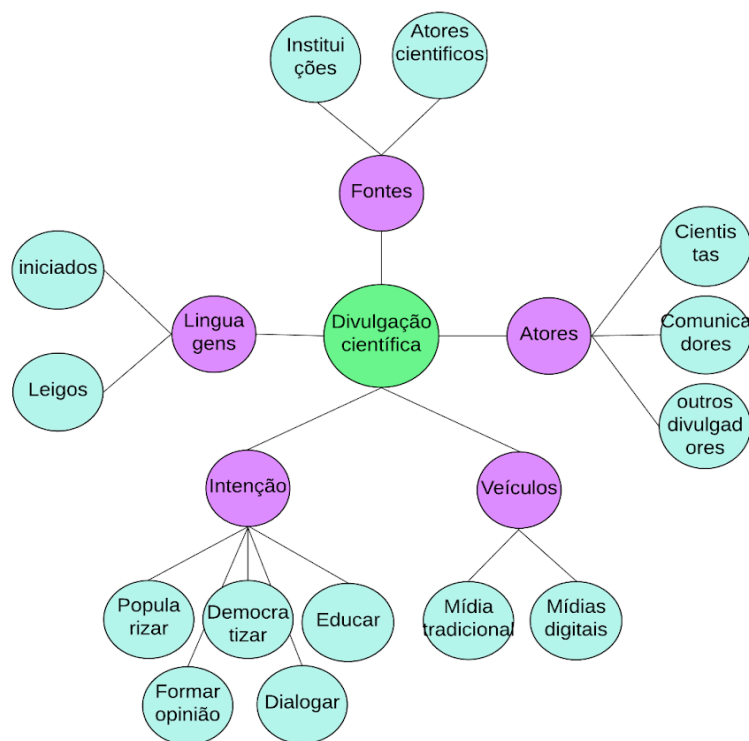 Institui
ções
Atores
cientificos
Fontes
iniciados
Leigos
Lingua
gens
Divulgação
científica
Atores
Cientis
tas
Comunica
dores
outros
divulgad
ores
Intenção
Veículos
Popula
rizar
Democra
tizar
Educar
Formar
opinião
Dialogar
Mídia
tradicional
Mídias
digitais